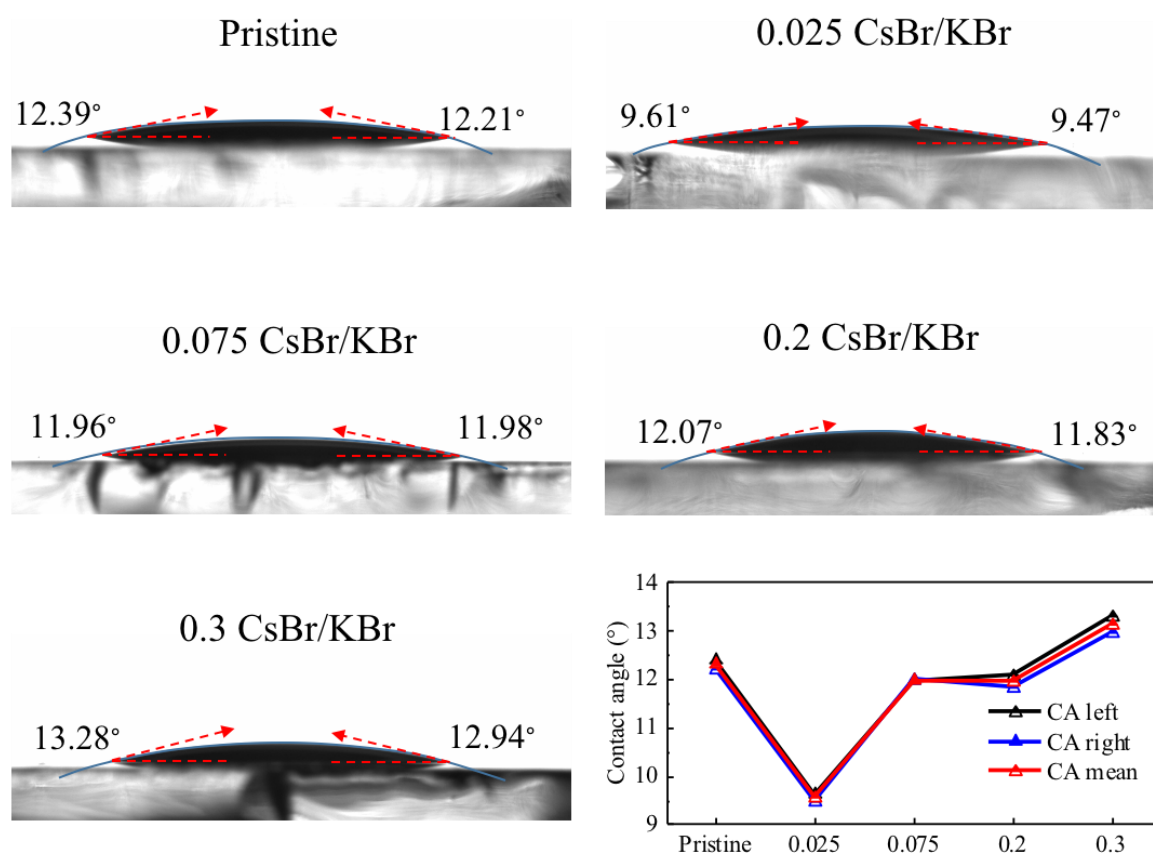 Pristine
12.39°
12.21°
0.025 CsBr/KBr
9.61°
9.47°
0.075 CsBr/KBr
11.96°
11.98°
0.2 CsBr/KBr
12.07°
11.83°
0.3 CsBr/KBr
13.28°
12.94°
Contact angle (°)
14
13
12
11
10
9
CA left
CA right
CA mean
Pristine 0.025 0.075 0.2 0.3